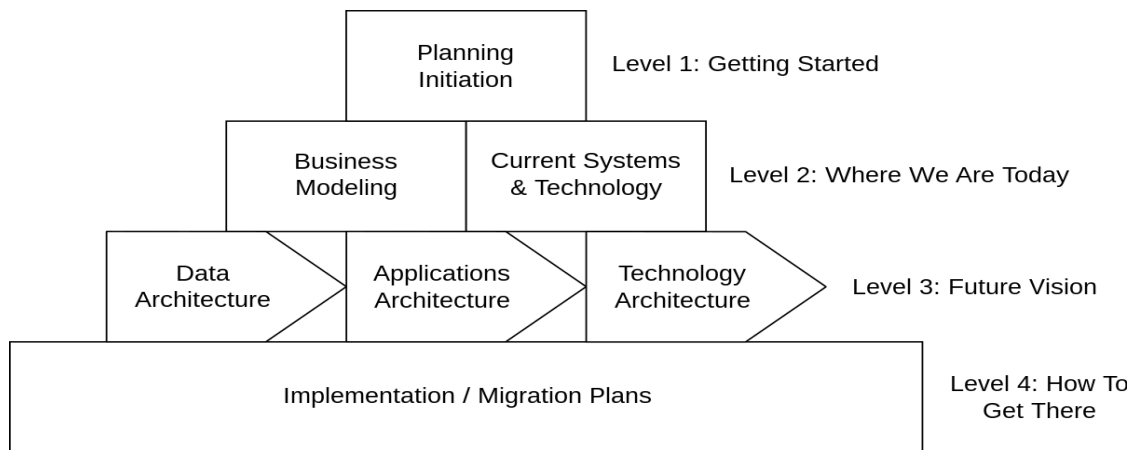 Planning
Initiation
Level 1: Getting Started
Business
Modeling
Current Systems
& Technology
Level 2: Where We Are Today
Data
Architecture
Applications
Architecture
Technology
Architecture
Level 3: Future Vision
Implementation / Migration Plans
Level 4: How To
Get There